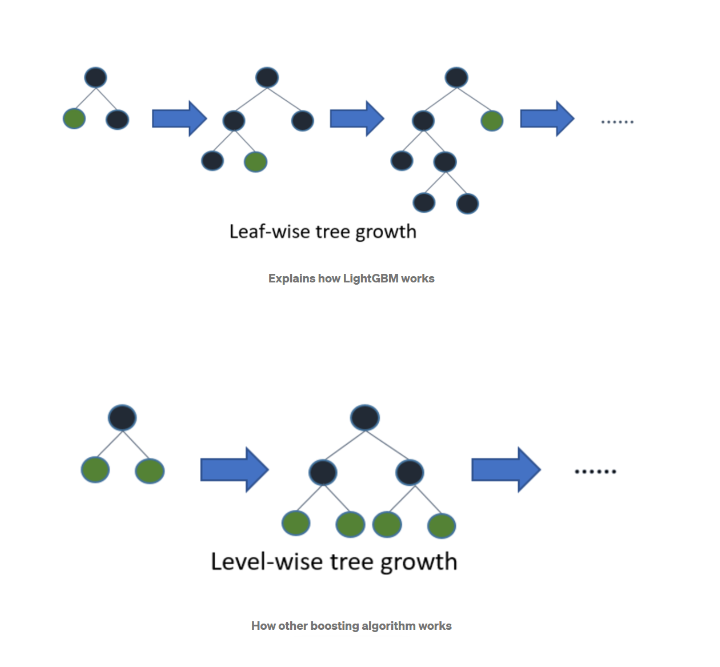 ......
Leaf-wise tree growth
Explains how LightGBM works
......
Level-wise tree growth
How other boosting algorithm works